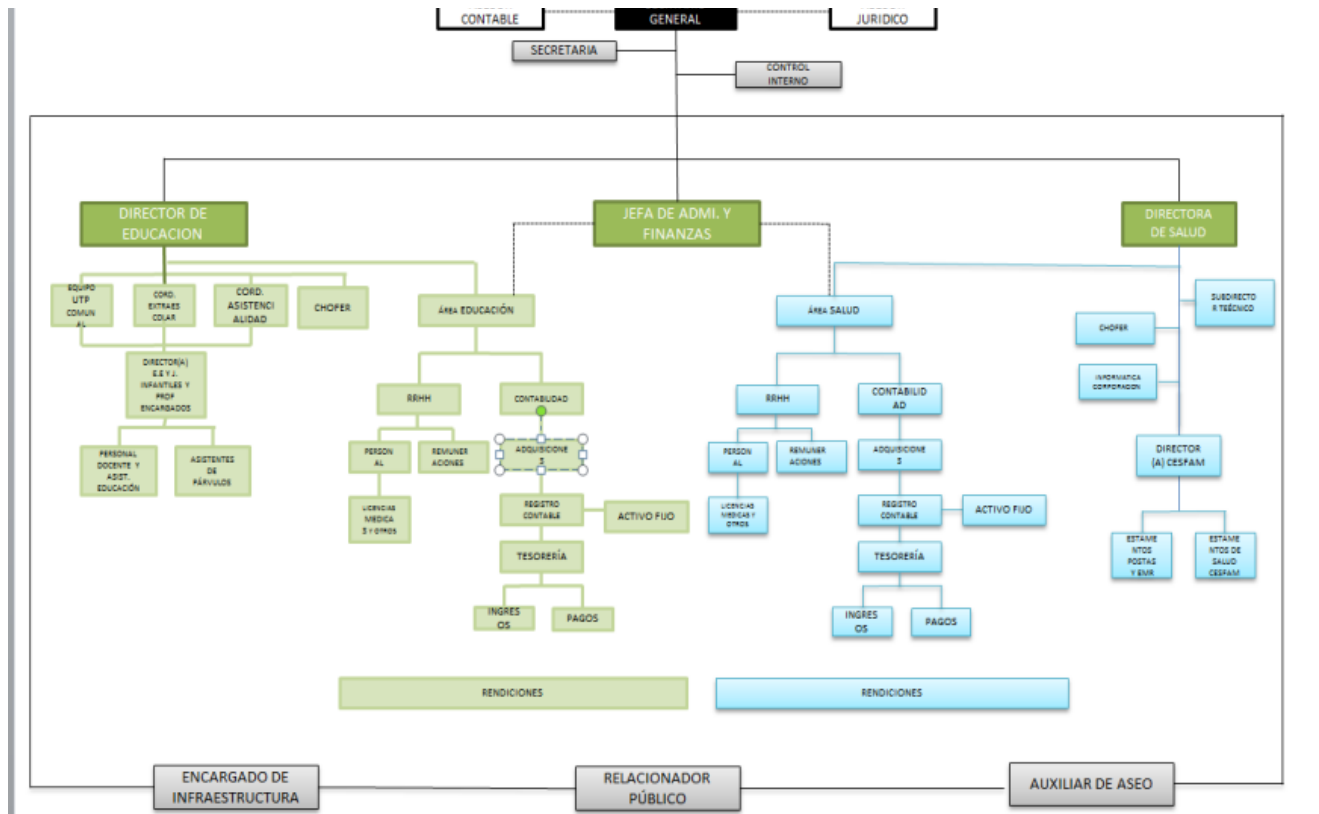 CONTABLE
GENERAL
JURIDICO
SECRETARIA
CONTROL
INTERNO
DIRECTOR DE
EDUCACION
JEFA DE ADMI. Y
FINANZAS
DIRECTORA
DE SALUD
EQUIPO
UTP
COMUN
AL
CORD.
EXTRAES
COLAR
CORD.
ASISTENCI
ALIDAD
CHOFER
ÁREA EDUCACIÓN
ÁREA SALUD
SUBDIRECTO
R TEÉCNICO
CHOFER
DIRECTOR(A)
E.E Y J.
INFANTILES Y
PROF
ENCARGADOS
INFORMATICA
CORPORACION
RRHH
CONTABILIDAD
RRHH
CONTABILID
AD
PERSONAL
DOCENTE Y
ASIST.
EDUCACIÓN
ASISTENTES
DE
PÁRVULOS
PERSON
AL
REMUNER
ACIONES
ADQUISICIONE
S
PERSON
AL
REMUNER
ACIONES
ADQUISICIONE
S
DIRECTOR
(A) CESFAM
LICENCIAS
MEDICA
S Y OTROS
REGISTRO
CONTABLE
ACTIVO FIJO
LICENCIAS
MEDICAS Y
OTROS
REGISTRO
CONTABLE
ACTIVO FIJO
TESORERÍA
TESORERÍA
ESTAME
NTOS
POSTAS
Y EMR
ESTAME
NTOS DE
SALUD
CESFAM
INGRES
OS
PAGOS
INGRES
OS
PAGOS
RENDICIONES
RENDICIONES
ENCARGADO DE
INFRAESTRUCTURA
RELACIONADOR
PÚBLICO
AUXILIAR DE ASEO